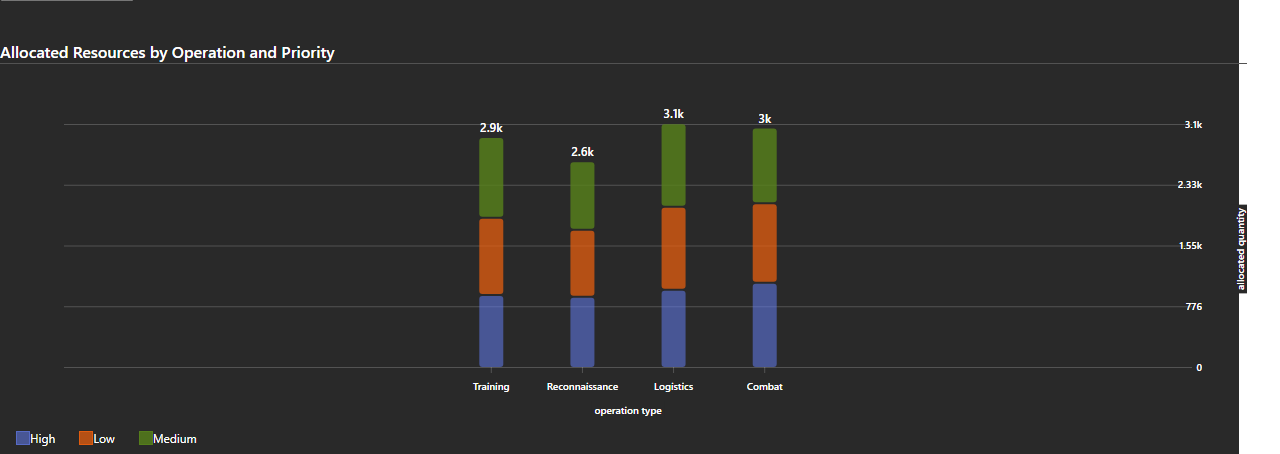 Allocated Resources by Operation and Priority
2.9k
2.6k
3.1k
3k
3.1k
2.33k
1.55k
776
0
allocated quantity
Training
Reconnaissance
Logistics
Combat
operation type
High
Low
Medium